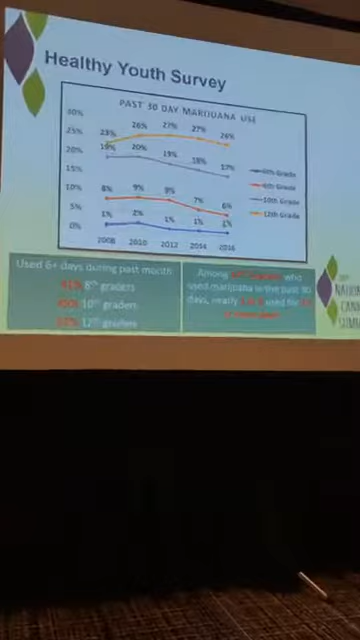 Healthy Youth Survey
PAST 30 DAY MARIJUANA USE
30%
25%
20%
15%
10%
5%
0%
23% 26% 27% 27% 26%
19% 20% 19% 18% 17%
8% 9% 9% 7% 6%
1% 2% 1% 1% 1%
2008 2010 2012 2014 2016
6th Grade
8th Grade
10th Grade
12th Grade
Used 6+ days during past month
8th graders
10th graders
12th graders
Among who
used marijuana in the past 30
days, nearly used for